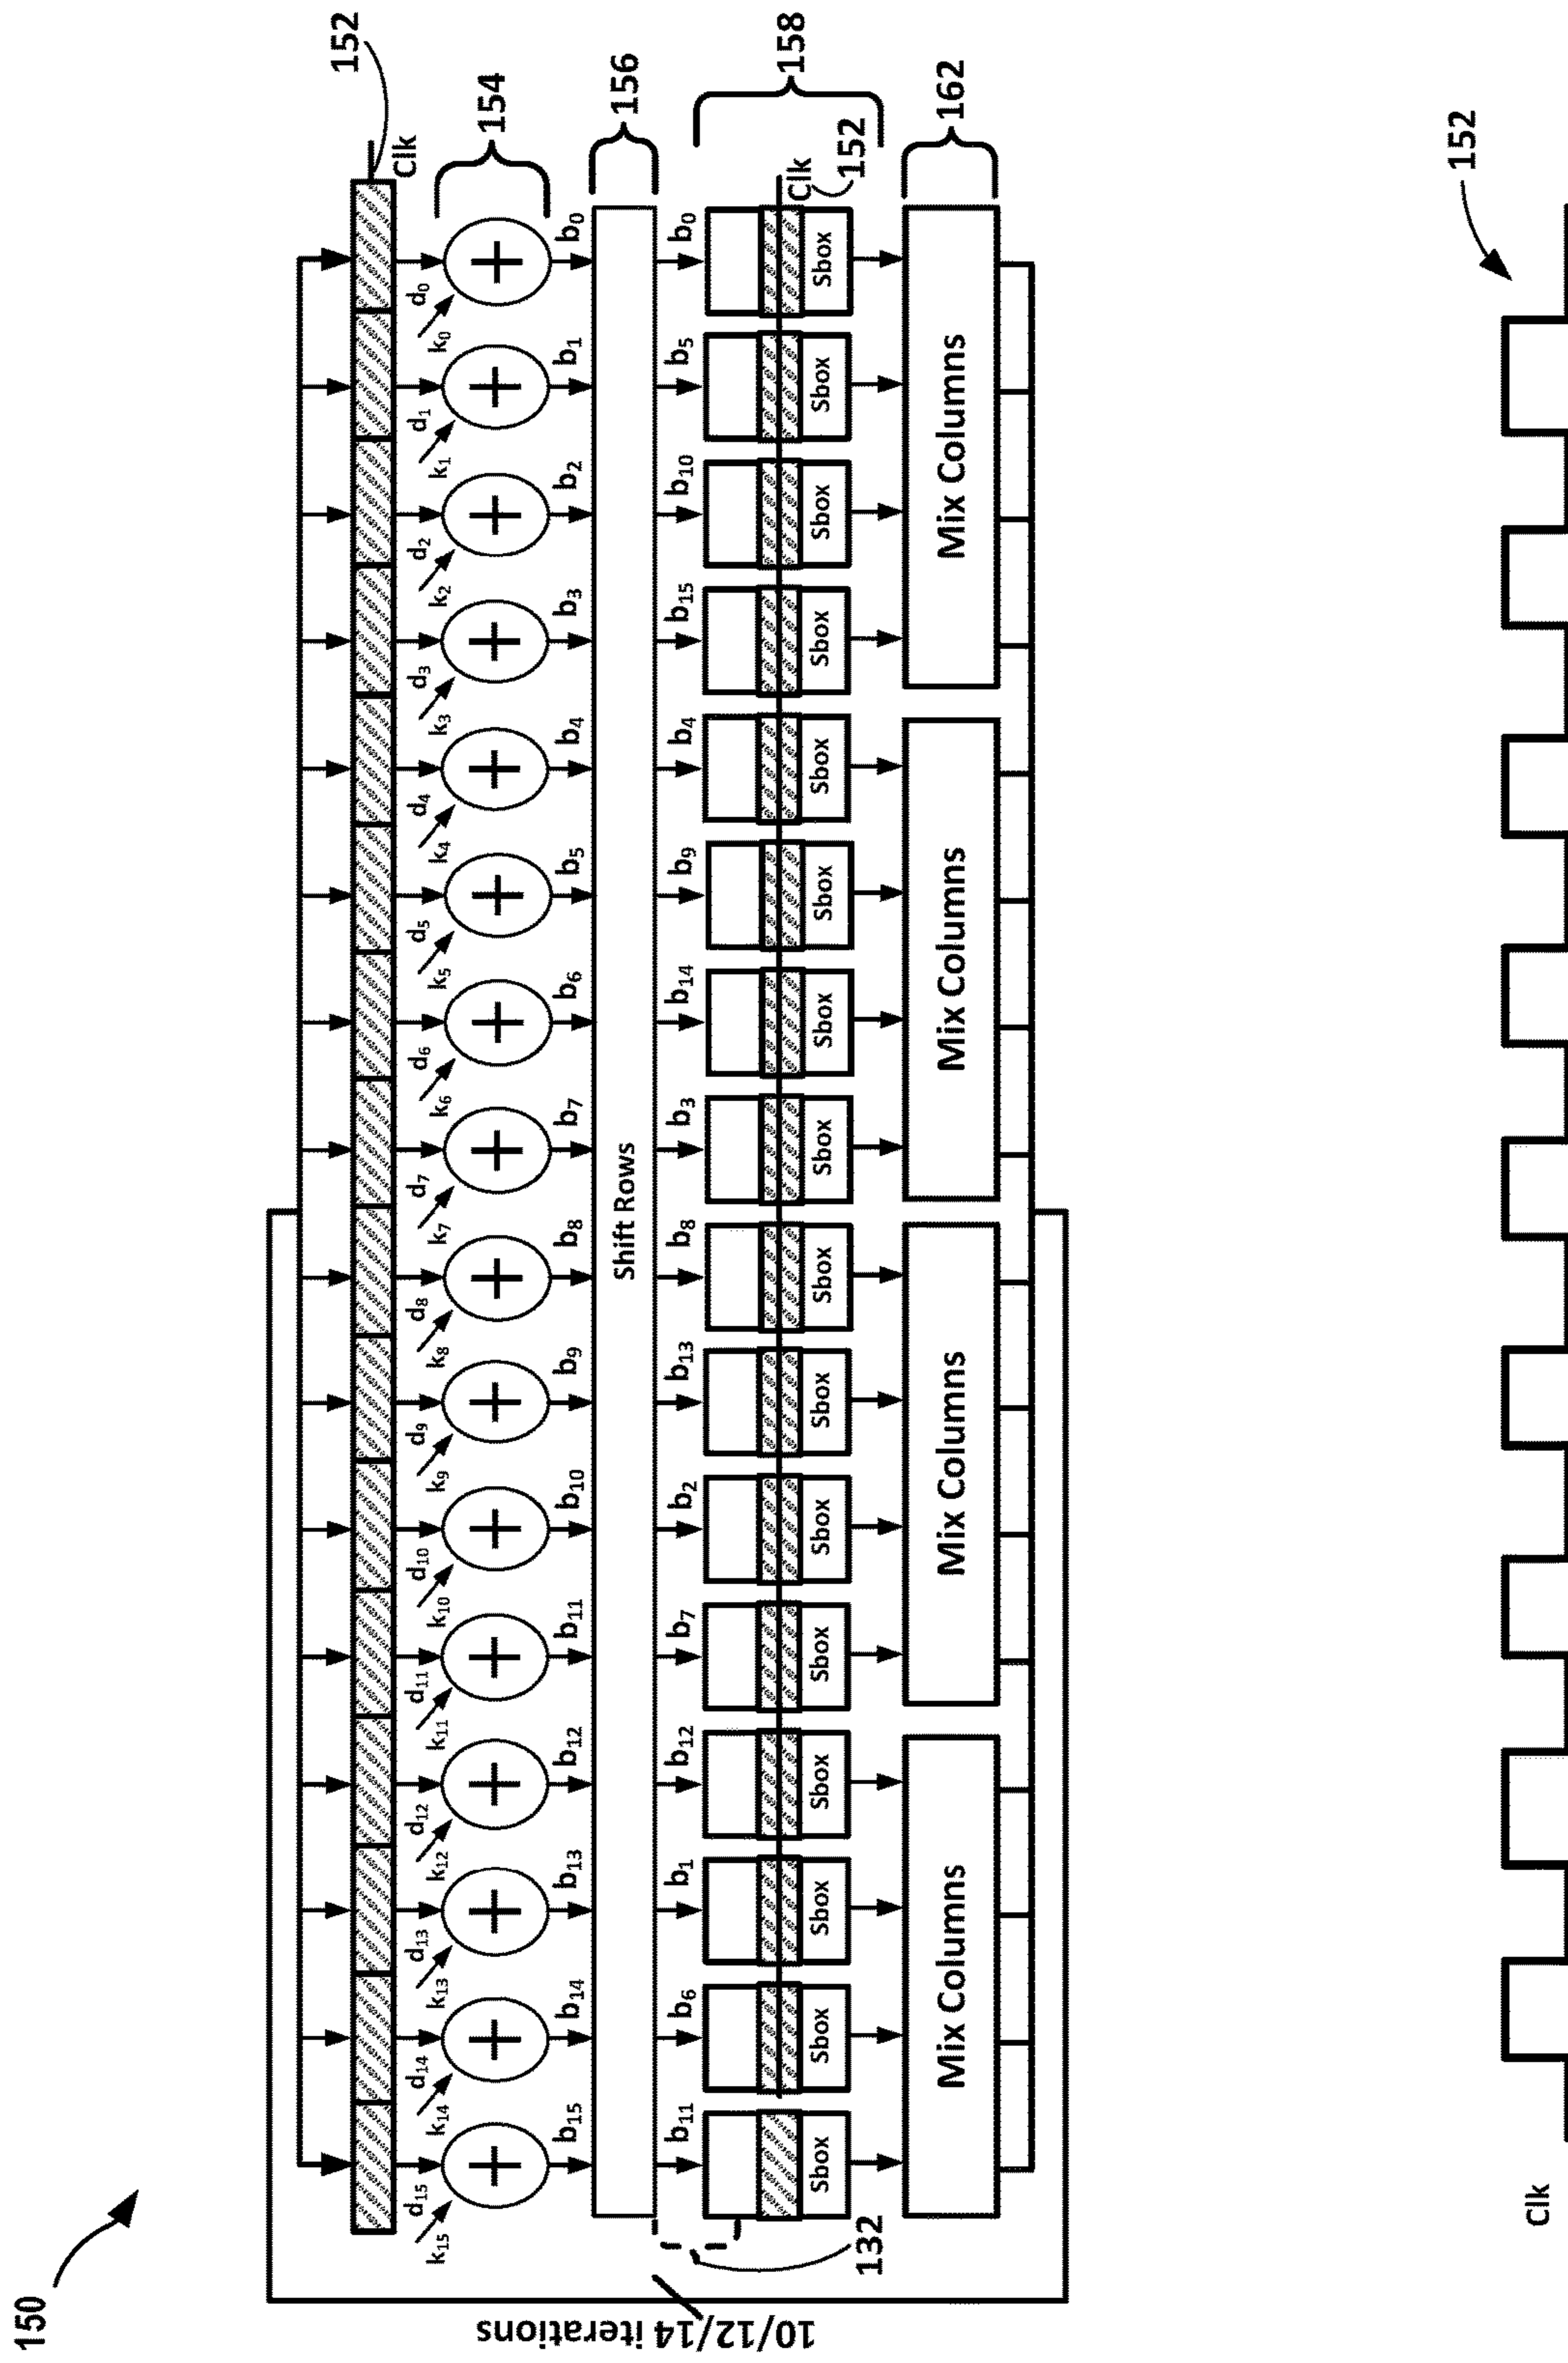 150
152
Clk
d15 d14 d13 d12 d11 d10 d9 d8 d7 d6 d5 d4 d3 d2 d1 d0
k15 k14 k13 k12 k11 k10 k9 k8 k7 k6 k5 k4 k3 k2 k1 k0
154
b15 b14 b13 b12 b11 b10 b9 b8 b7 b6 b5 b4 b3 b2 b1 b0
Shift Rows
156
b11 b6 b1 b12 b7 b2 b13 b8 b3 b14 b9 b4 b15 b10 b5 b0
10/12/14 iterations
158
Clk
152
Sbox Sbox Sbox Sbox Sbox Sbox Sbox Sbox Sbox Sbox Sbox Sbox Sbox Sbox Sbox Sbox
132
Mix Columns Mix Columns Mix Columns Mix Columns
162
152
Clk